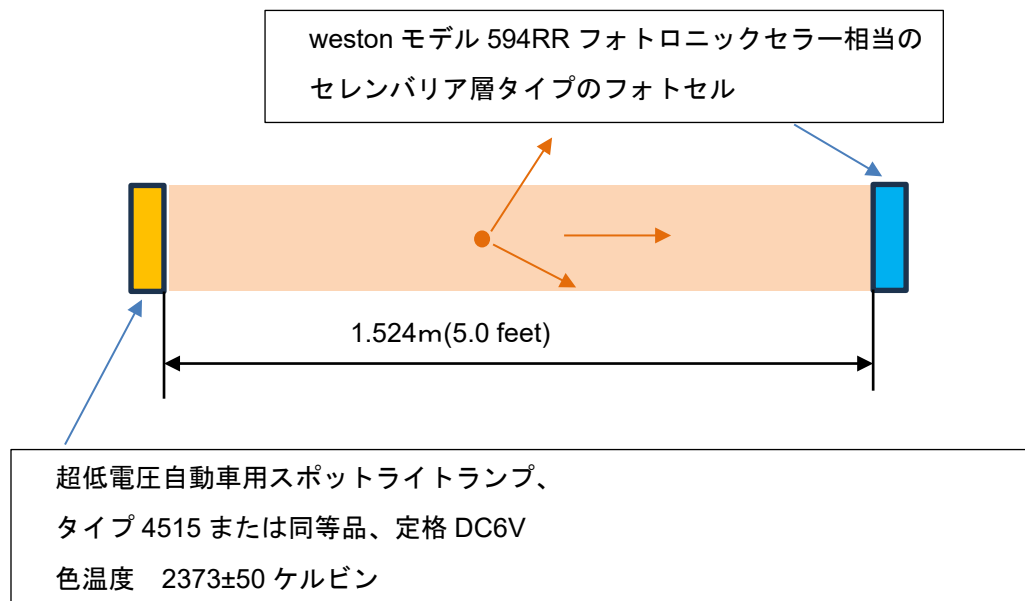 weston モデル 594RR フォトロニックセラー相当の
セレンバリア層タイプのフォトセル
1.524ｍ(5.0 feet)
超低電圧自動車用スポットライトランプ、
タイプ 4515 または同等品、定格 DC6V
色温度　2373±50 ケルビン